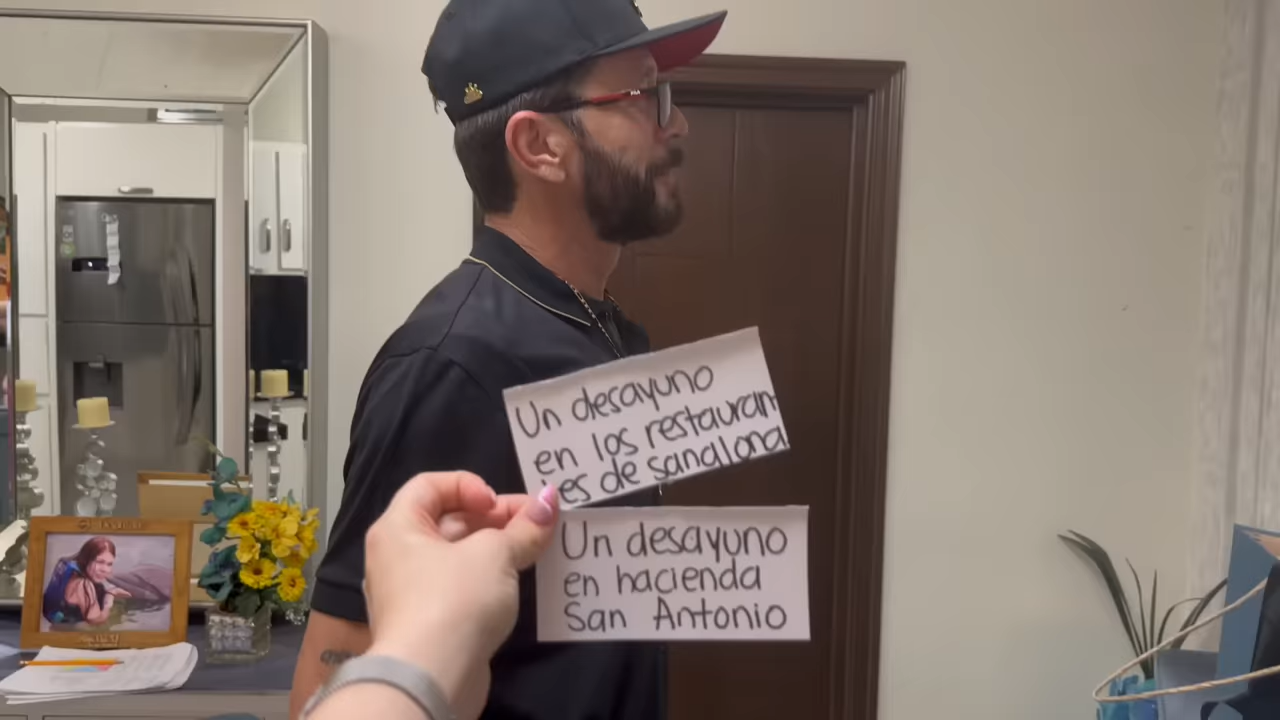 Un desayuno
en los restauran
tes de sanalona
Un desayuno
en hacienda
San Antonio